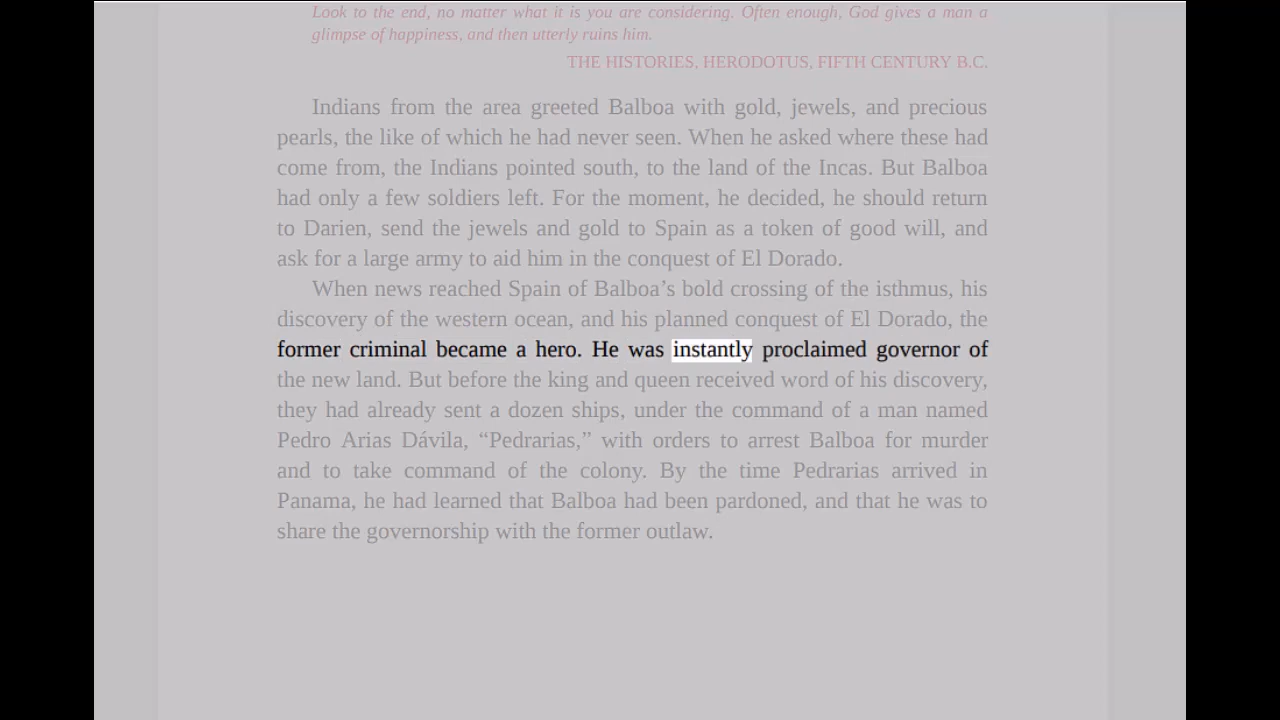 Look to the end, no matter what it is you are considering. Often enough, God gives a man a
glimpse of happiness, and then utterly ruins him.
THE HISTORIES, HERODOTUS, FIFTH CENTURY B.C.
Indians from the area greeted Balboa with gold, jewels, and precious
pearls, the like of which he had never seen. When he asked where these had
come from, the Indians pointed south, to the land of the Incas. But Balboa
had only a few soldiers left. For the moment, he decided, he should return
to Darien, send the jewels and gold to Spain as a token of good will, and
ask for a large army to aid him in the conquest of El Dorado.
When news reached Spain of Balboa’s bold crossing of the isthmus, his
discovery of the western ocean, and his planned conquest of El Dorado, the
former criminal became a hero. He was instantly proclaimed governor of
the new land. But before the king and queen received word of his discovery,
they had already sent a dozen ships, under the command of a man named
Pedro Arias Dávila, “Pedrarias,” with orders to arrest Balboa for murder
and to take command of the colony. By the time Pedrarias arrived in
Panama, he had learned that Balboa had been pardoned, and that he was to
share the governorship with the former outlaw.